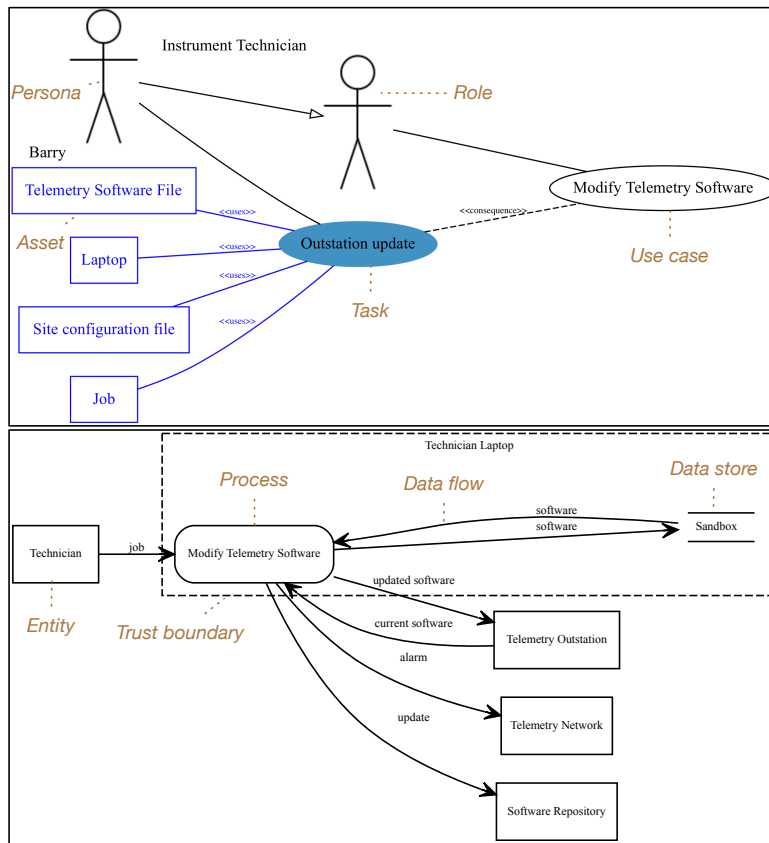 Instrument Technician
Persona
Role
Barry
Telemetry Software File
Modify Telemetry Software
<<uses>>
<<consequence>>
Asset
Outstation update
<<uses>>
Laptop
Use case
<<uses>>
Task
Site configuration file
<<uses>>
Job
Technician Laptop
Process
Data flow
Data store
software
software
Sandbox
Technician
job
Modify Telemetry Software
updated software
Entity
Trust boundary
current software
Telemetry Outstation
alarm
update
Telemetry Network
Software Repository